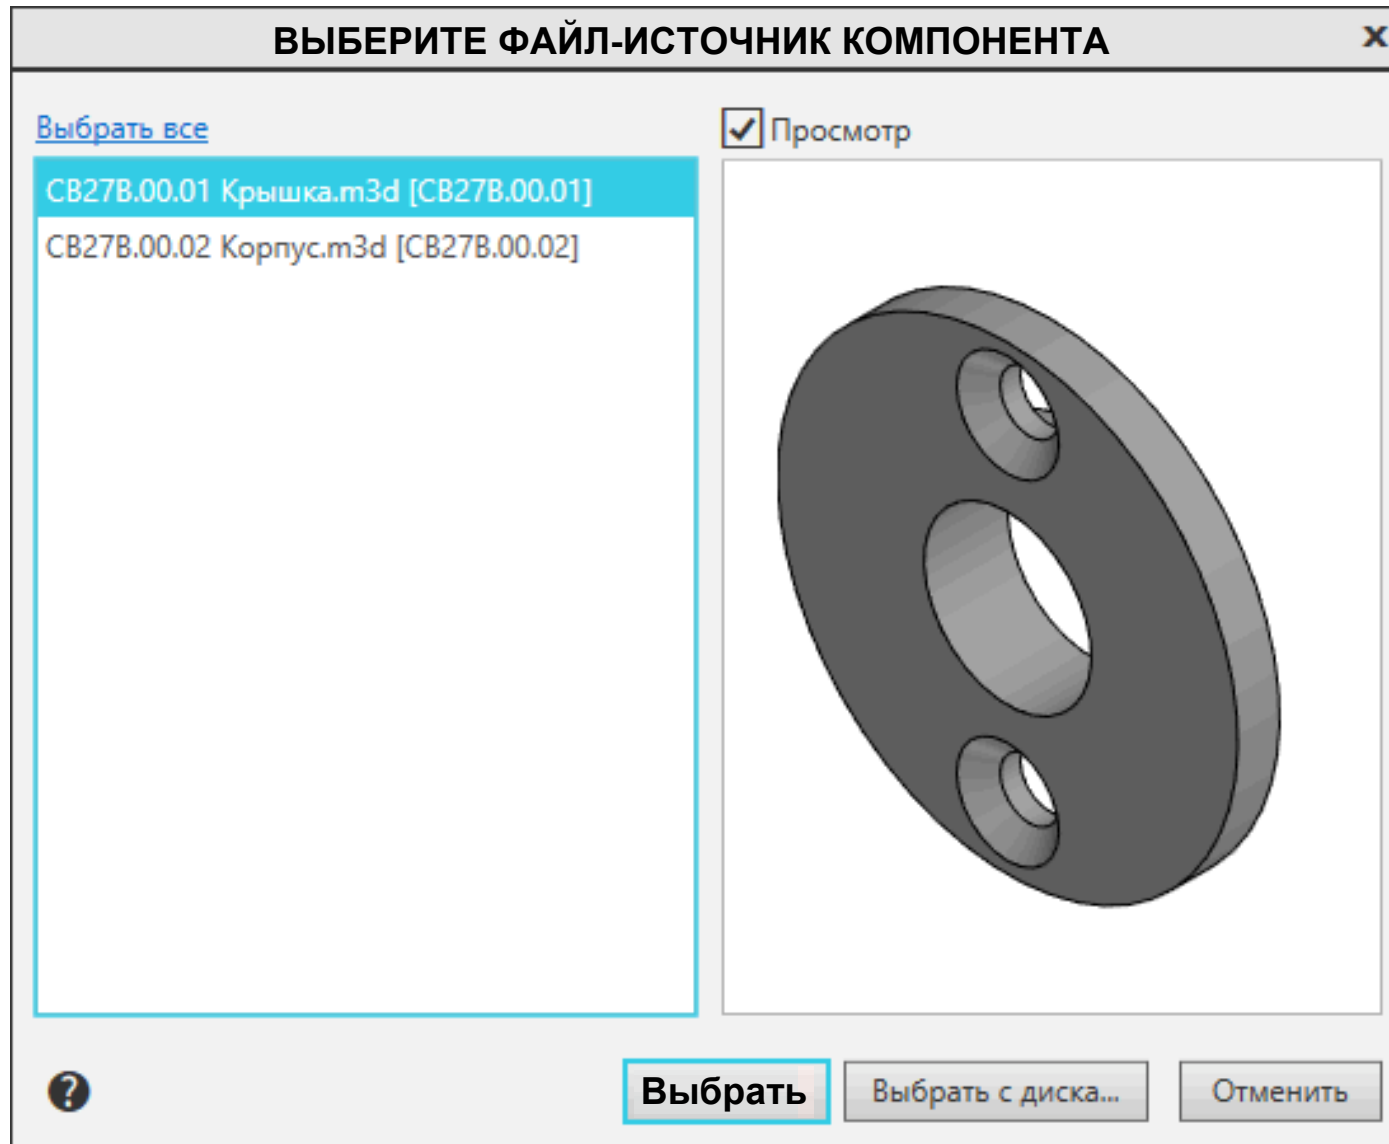 ВЫБЕРИТЕ ФАЙЛ-ИСТОЧНИК КОМПОНЕНТА x
Выбрать все
Просмотр
СВ27В.00.01 Крышка.m3d [СВ27В.00.01]
СВ27В.00.02 Корпус.m3d [СВ27В.00.02]
? Выбрать Выбрать с диска... Отменить